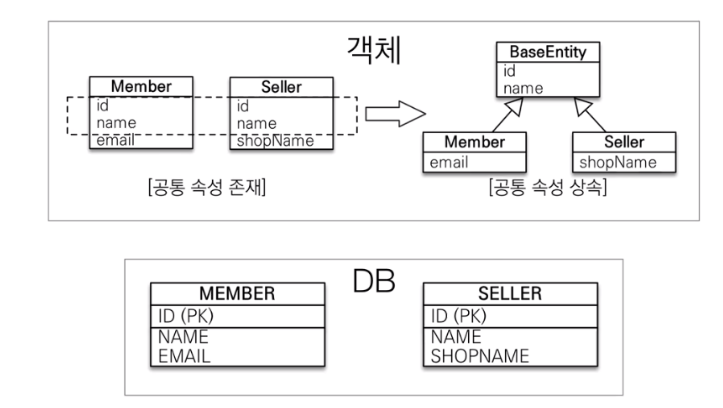 객체
Member
id
name
email
Seller
id
name
shopName
[공통 속성 존재]
BaseEntity
id
name
Member
email
Seller
shopName
[공통 속성 상속]
DB
MEMBER
ID (PK)
NAME
EMAIL
SELLER
ID (PK)
NAME
SHOPNAME